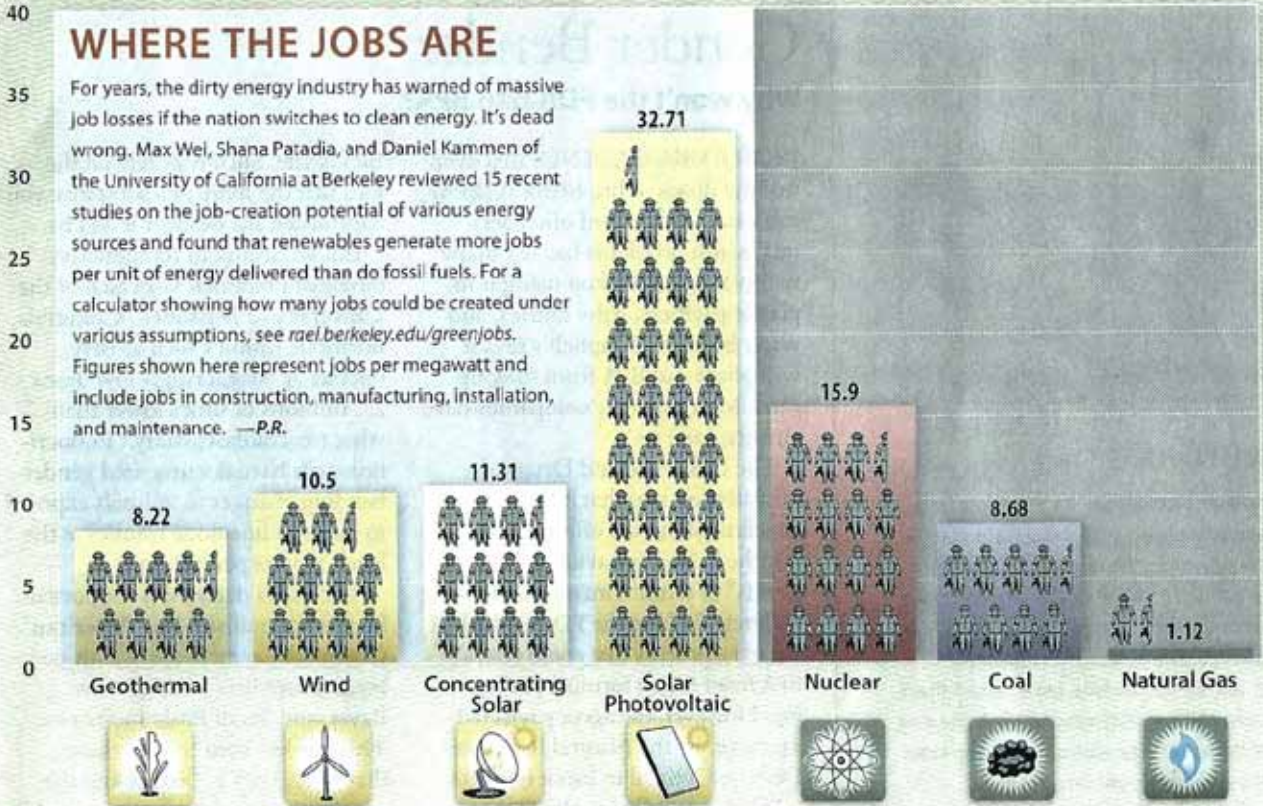 WHERE THE JOBS ARE
For years, the dirty energy industry has warned of massive
job losses if the nation switches to clean energy. It's dead
wrong. Max Wei, Shana Patadia, and Daniel Kammen of
the University of California at Berkeley reviewed 15 recent
studies on the job-creation potential of various energy
sources and found that renewables generate more jobs
per unit of energy delivered than do fossil fuels. For a
calculator showing how many jobs could be created under
various assumptions, see rael.berkeley.edu/greenjobs.
Figures shown here represent jobs per megawatt and
include jobs in construction, manufacturing, installation,
and maintenance. —P.R.
40
35
30
25
20
15
10
5
0
8.22
10.5
11.31
32.71
15.9
8.68
1.12
Geothermal
Wind
Concentrating
Solar
Solar
Photovoltaic
Nuclear
Coal
Natural Gas